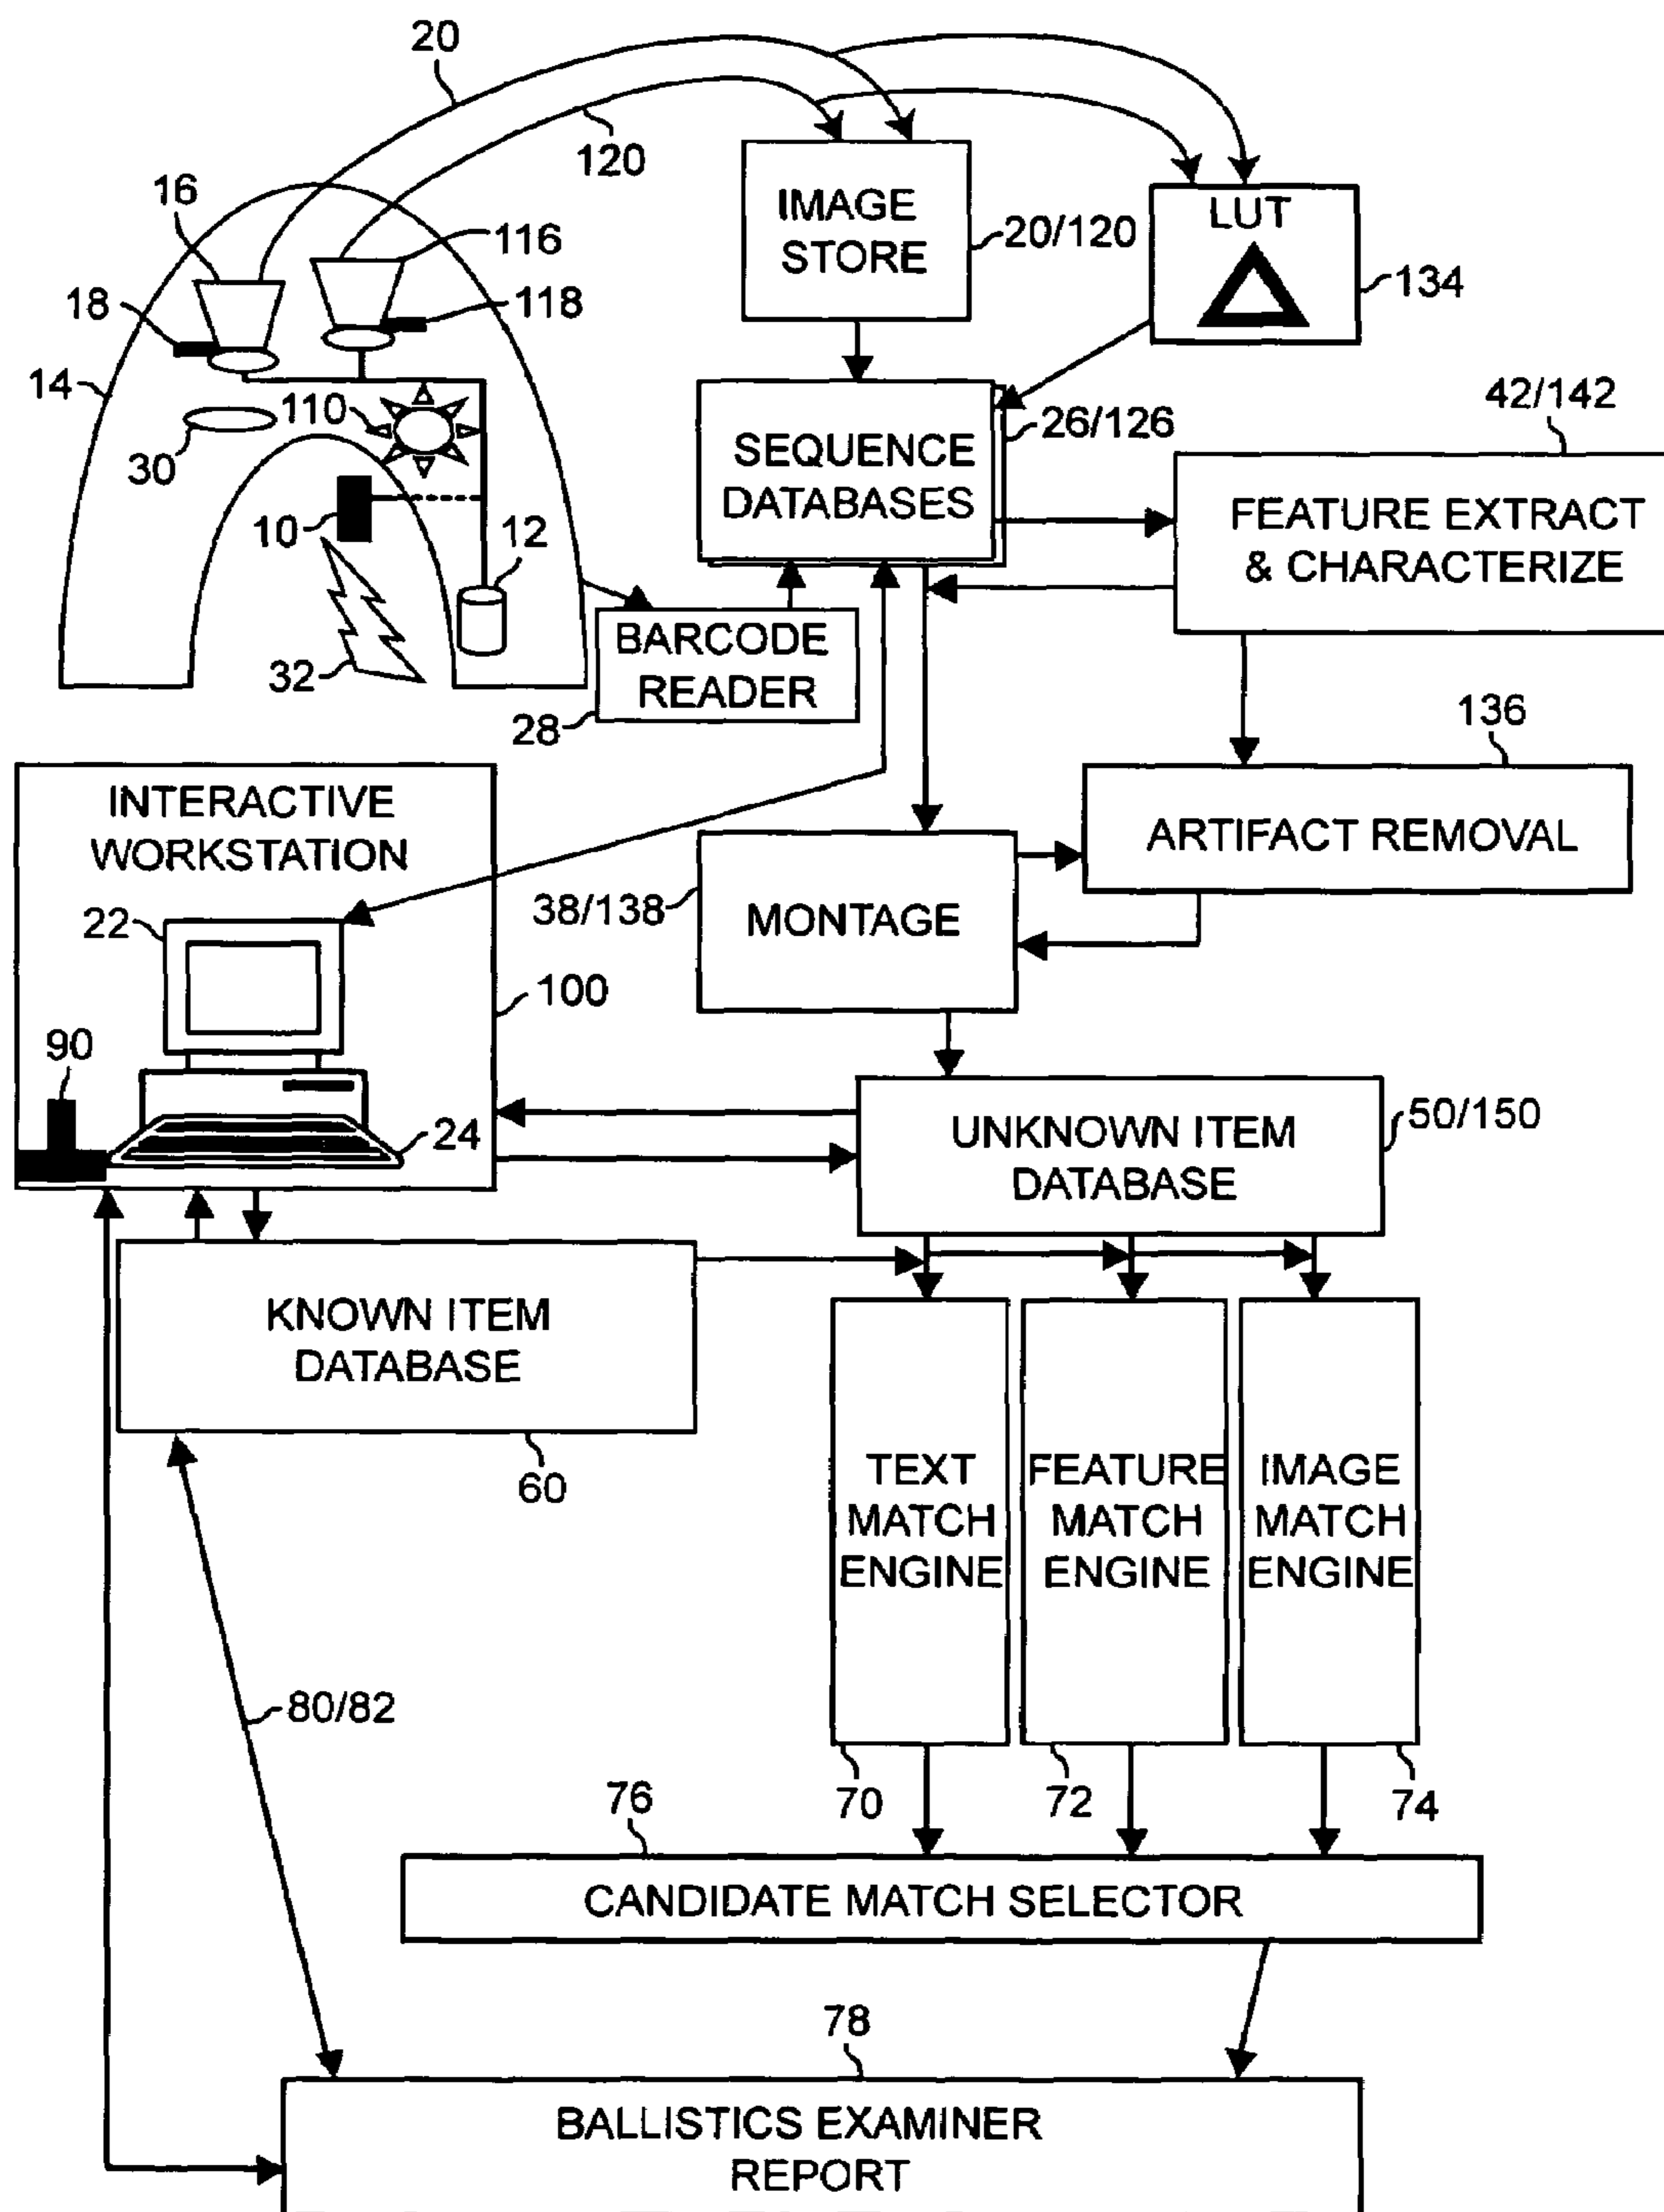 20
120
16
116
18
118
14
110
30
10
12
32
IMAGE
STORE
20/120
LUT
134
SEQUENCE
DATABASES
26/126
42/142
FEATURE EXTRACT
& CHARACTERIZE
BARCODE
READER
28
136
ARTIFACT REMOVAL
INTERACTIVE
WORKSTATION
22
100
90
24
38/138
MONTAGE
UNKNOWN ITEM
DATABASE
50/150
KNOWN ITEM
DATABASE
60
TEXT
MATCH
ENGINE
FEATURE
MATCH
ENGINE
IMAGE
MATCH
ENGINE
70
72
74
80/82
76
CANDIDATE MATCH SELECTOR
78
BALLISTICS EXAMINER
REPORT